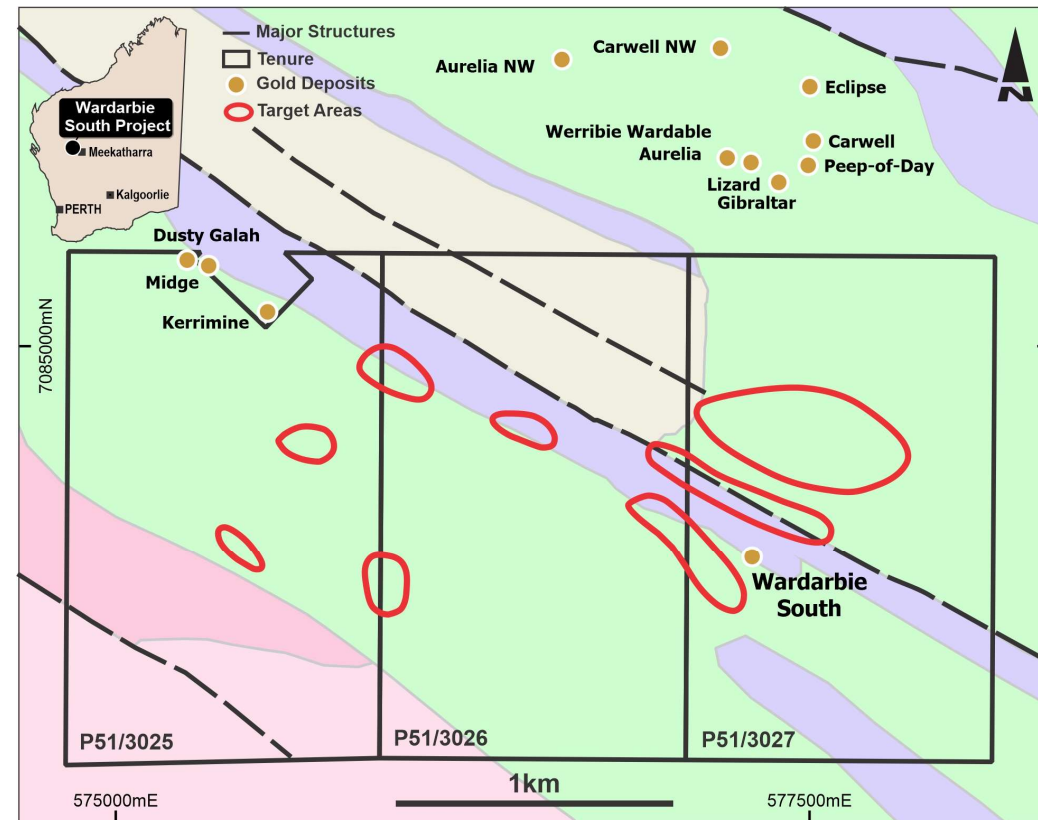 Major Structures
Tenure
Gold Deposits
Target Areas
Wardarbie
South Project
Meekatharra
Kalgoorlie
PERTH
N
Aurelia NW
Carwell NW
Eclipse
Werribie Wardable
Aurelia
Carwell
Peep-of-Day
Lizard
Gibraltar
Dusty Galah
Midge
Kerrimine
7085000mN
Wardarbie
South
P51/3025
P51/3026
P51/3027
1km
575000mE
577500mE